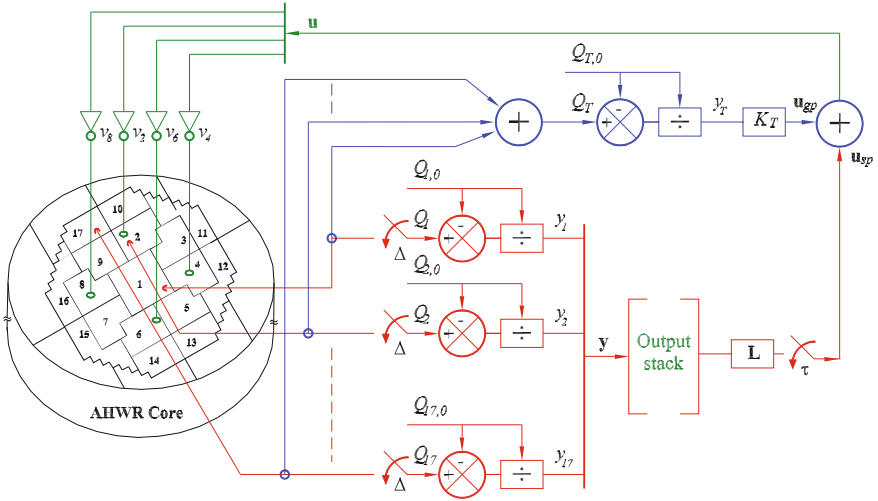 u
Q_{T,0}
v_8 v_2 v_6 v_4
+
Q_T
+ -
÷
y_T
K_T
u_{gp}
+
u_{sp}
Q_{1,0}
Q_1
Δ
+ -
÷
y_1
Q_{2,0}
Q_2
Δ
+ -
÷
y_2
Q_{17,0}
Q_{17}
Δ
+ -
÷
y_{17}
y
Output
stack
L
τ
10
17 2 3 11
9 4 12
8 1
16 7 5
15 6 13
14
≈ ≈
AHWR Core